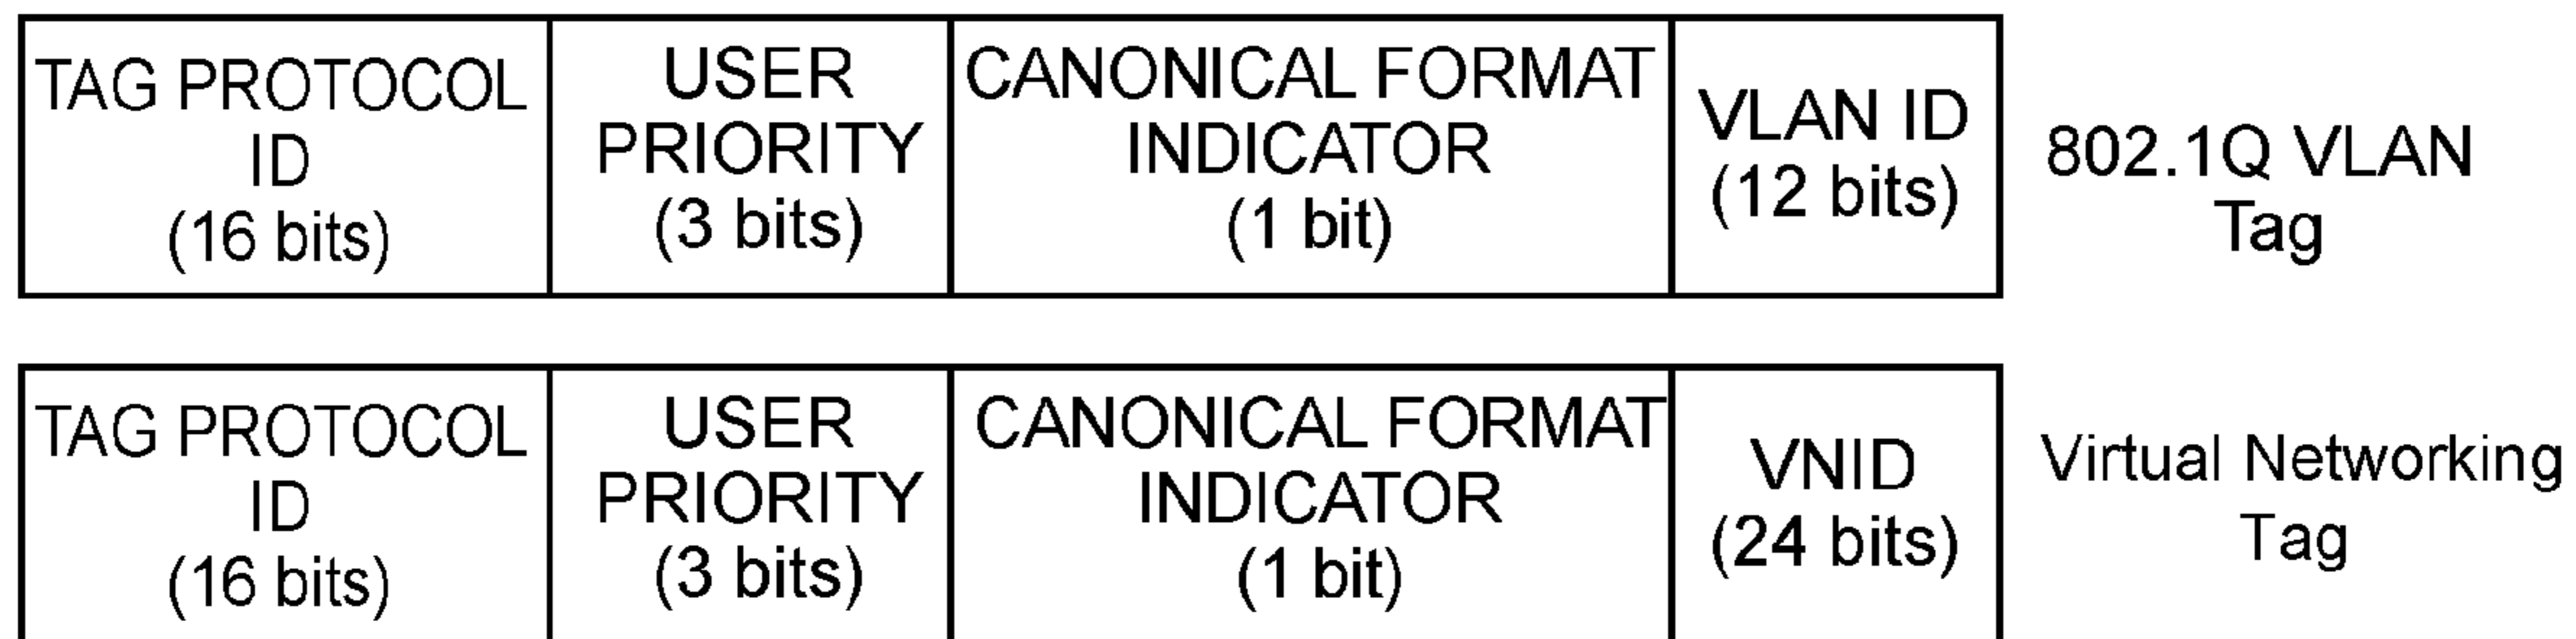 TAG PROTOCOL
ID
(16 bits)
USER
PRIORITY
(3 bits)
CANONICAL FORMAT
INDICATOR
(1 bit)
VLAN ID
(12 bits)
802.1Q VLAN
Tag
TAG PROTOCOL
ID
(16 bits)
USER
PRIORITY
(3 bits)
CANONICAL FORMAT
INDICATOR
(1 bit)
VNID
(24 bits)
Virtual Networking
Tag